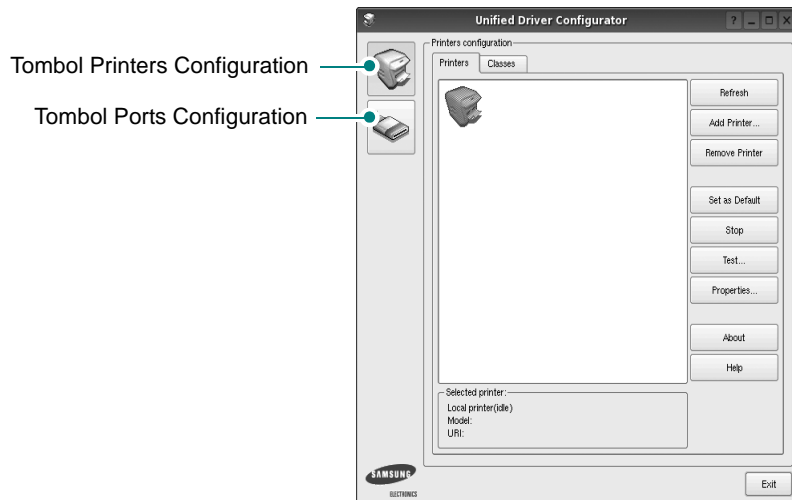 Unified Driver Configurator
Tombol Printers Configuration
Tombol Ports Configuration
Printers configuration
Printers
Classes
Refresh
Add Printer...
Remove Printer
Set as Default
Stop
Test...
Properties...
About
Help
Selected printer:
Local printer(idle)
Model:
URI:
SAMSUNG
ELECTRONICS
Exit